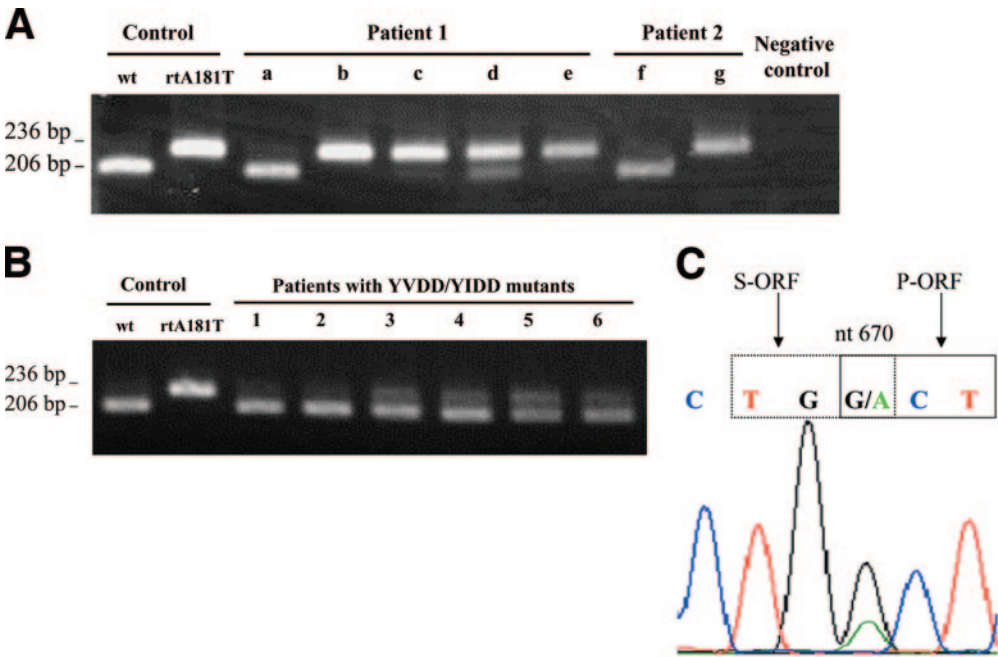 A
Control Patient 1 Patient 2 Negative control
wt rtA181T a b c d e f g
236 bp
206 bp
B
Control Patients with YVDD/YIDD mutants
wt rtA181T 1 2 3 4 5 6
236 bp
206 bp
C
S-ORF P-ORF
nt 670
C T G G/A C T